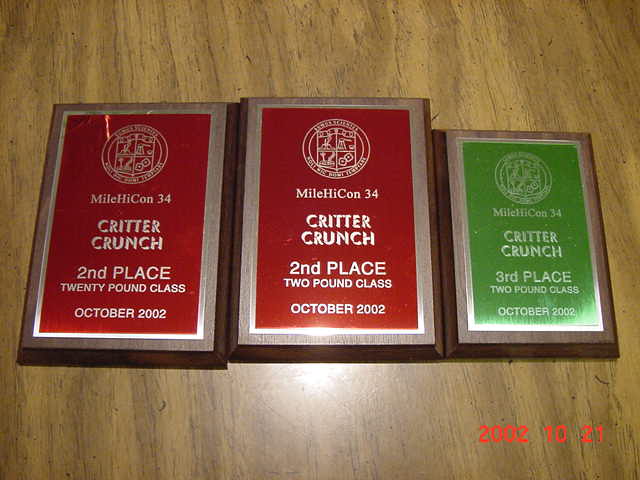 MileHiCon 34
CRITTER
CRUNCH
2nd PLACE
TWENTY POUND CLASS
OCTOBER 2002
MileHiCon 34
CRITTER
CRUNCH
2nd PLACE
TWO POUND CLASS
OCTOBER 2002
MileHiCon 34
CRITTER
CRUNCH
3rd PLACE
TWO POUND CLASS
OCTOBER 2002
2002 10 21